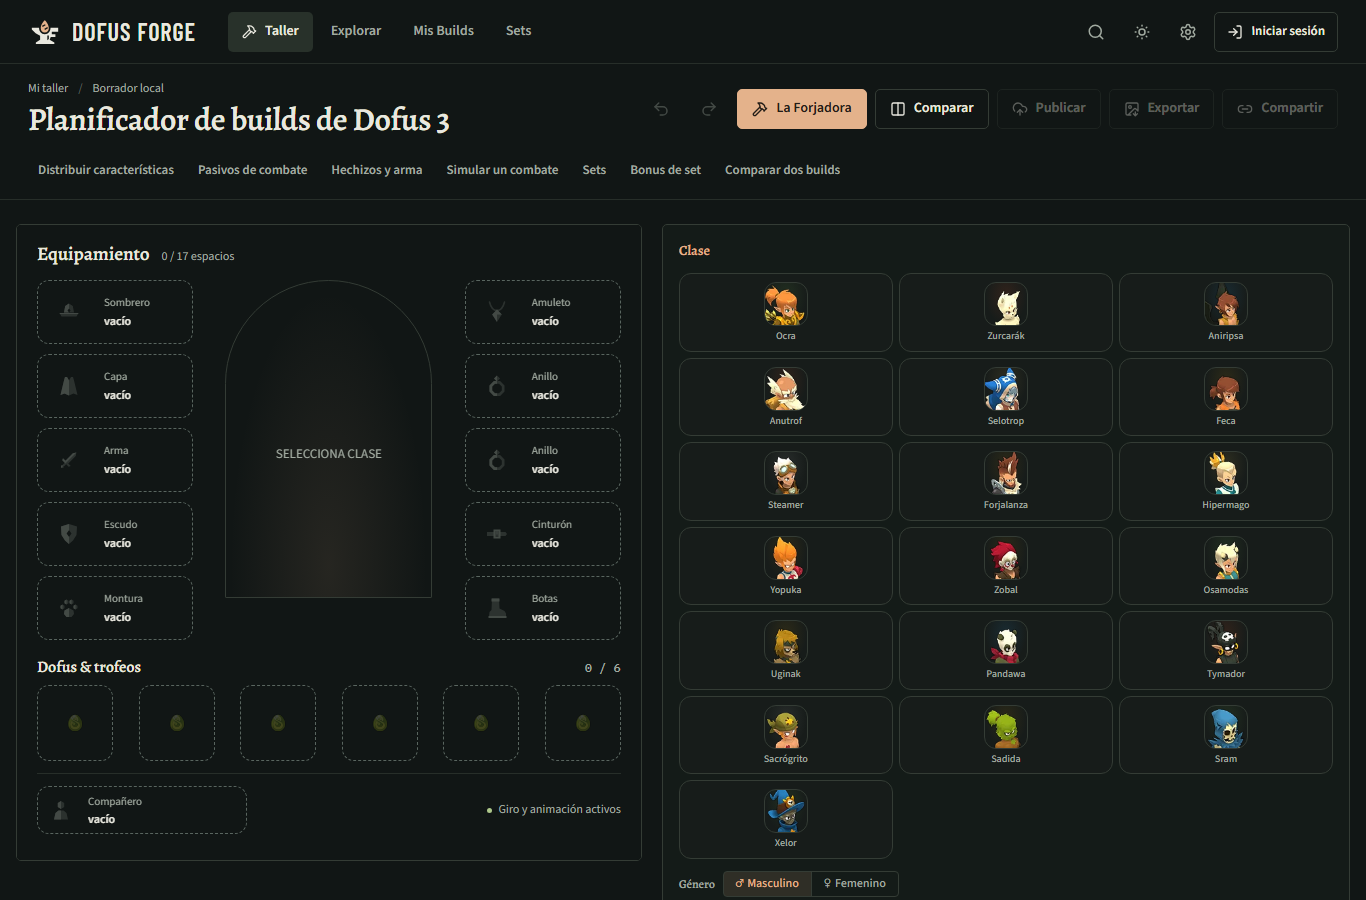 DOFUS FORGE
Taller
Explorar
Mis Builds
Sets
Iniciar sesión
Mi taller / Borrador local
Planificador de builds de Dofus 3
La Forjadora
Comparar
Publicar
Exportar
Compartir
Distribuir características
Pasivos de combate
Hechizos y arma
Simular un combate
Sets
Bonus de set
Comparar dos builds
Equipamiento
0 / 17 espacios
Sombrero
vacío
Capa
vacío
Arma
vacío
Escudo
vacío
Montura
vacío
SELECCIONA CLASE
Amuleto
vacío
Anillo
vacío
Anillo
vacío
Cinturón
vacío
Botas
vacío
Dofus & trofeos
0 / 6
Compañero
vacío
Giro y animación activos
Clase
Ocra
Zurcarák
Aniripsa
Anutrof
Selotrop
Feca
Steamer
Forjalanza
Hipermago
Yopuka
Zobal
Osamodas
Uginak
Pandawa
Tymador
Sacrógrito
Sadida
Sram
Xelor
Género
♂ Masculino
♀ Femenino